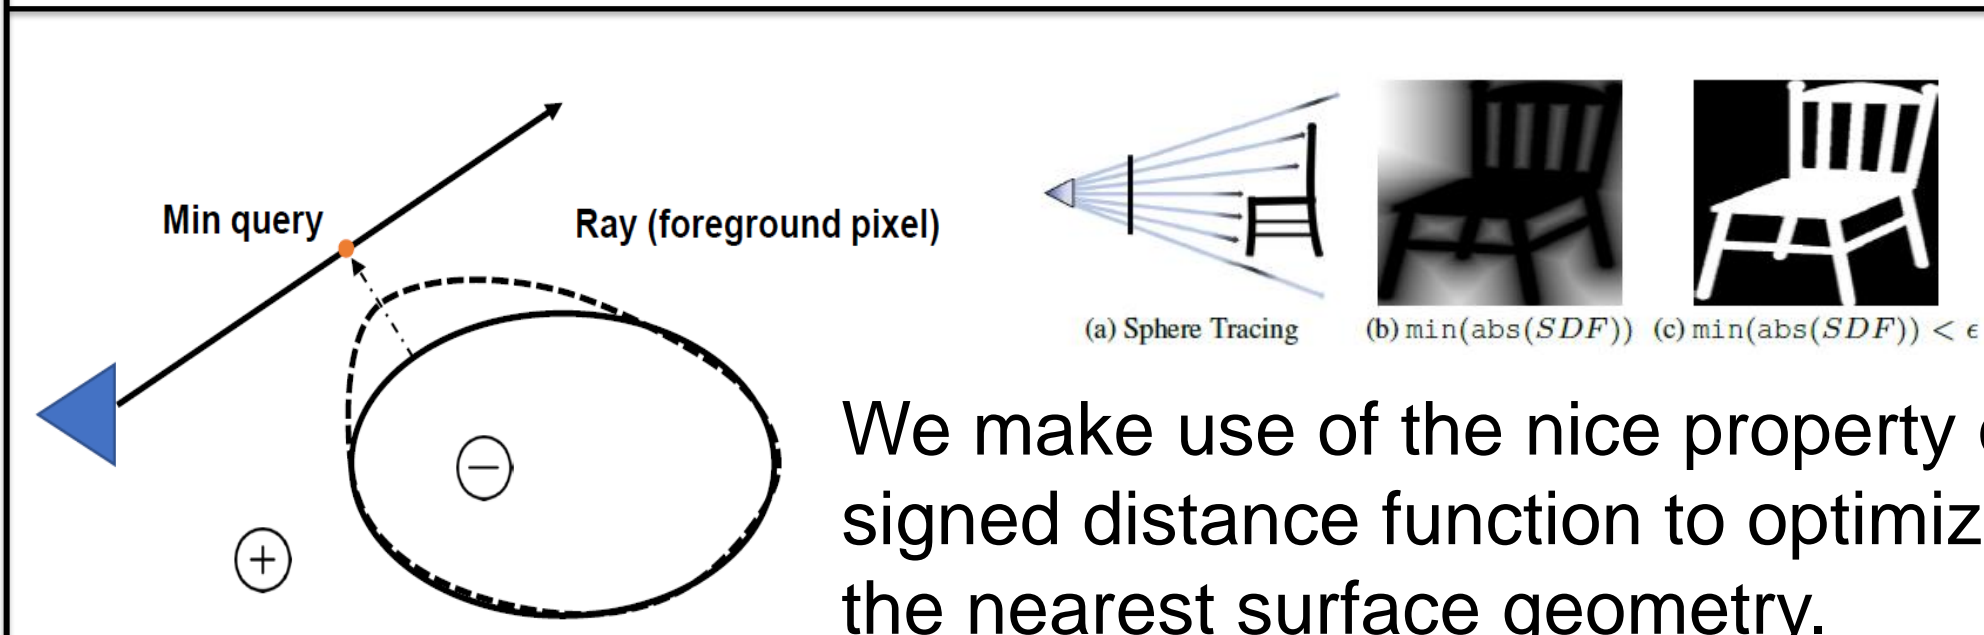 Min query
Ray (foreground pixel)
−
+
(a) Sphere Tracing
(b) min(abs(SDF))
(c) min(abs(SDF)) < ϵ
We make use of the nice property
signed distance function to optimiz
the nearest surface geometry.